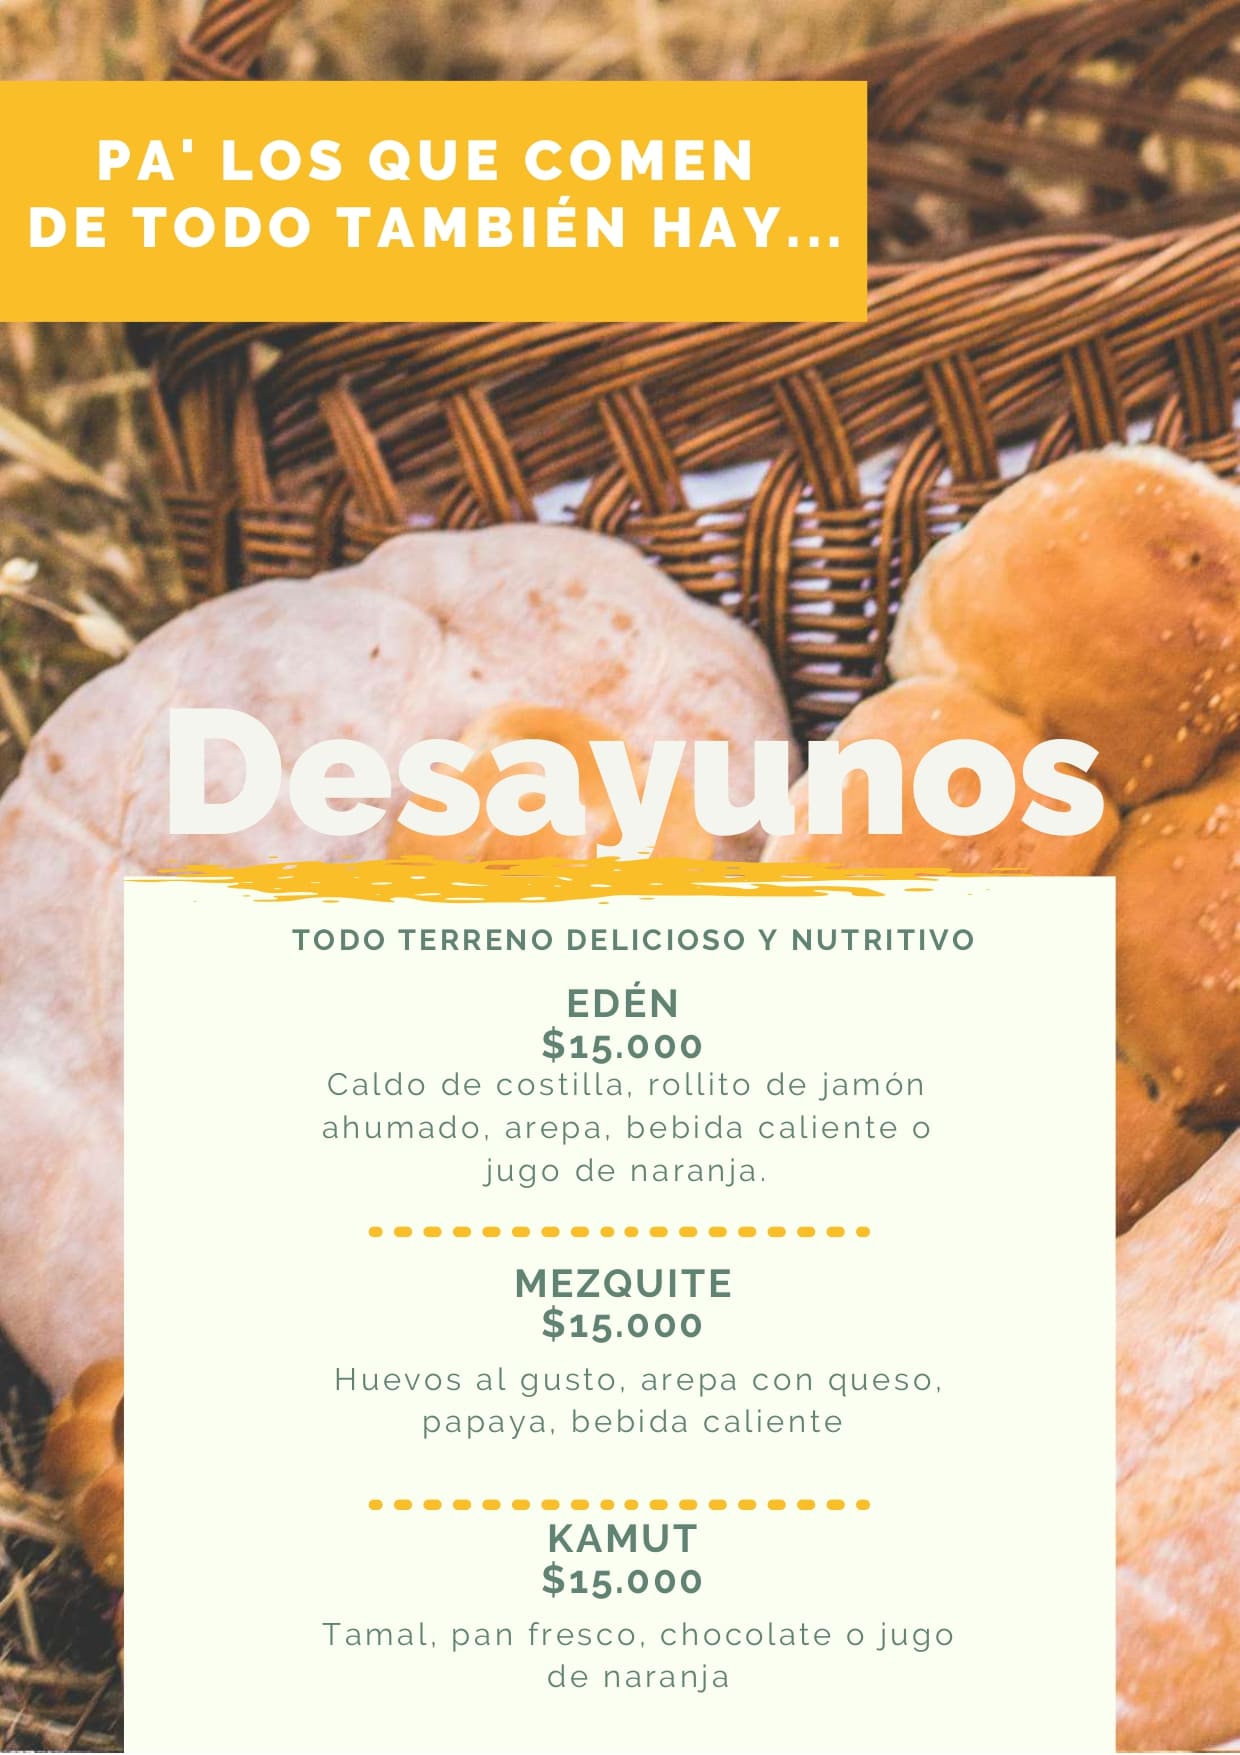 PA' LOS QUE COMEN
DE TODO TAMBIÉN HAY...
Desayunos
TODO TERRENO DELICIOSO Y NUTRITIVO
EDÉN
$15.000
Caldo de costilla, rollito de jamón
ahumado, arepa, bebida caliente o
jugo de naranja.
MEZQUITE
$15.000
Huevos al gusto, arepa con queso,
papaya, bebida caliente
KAMUT
$15.000
Tamal, pan fresco, chocolate o jugo
de naranja